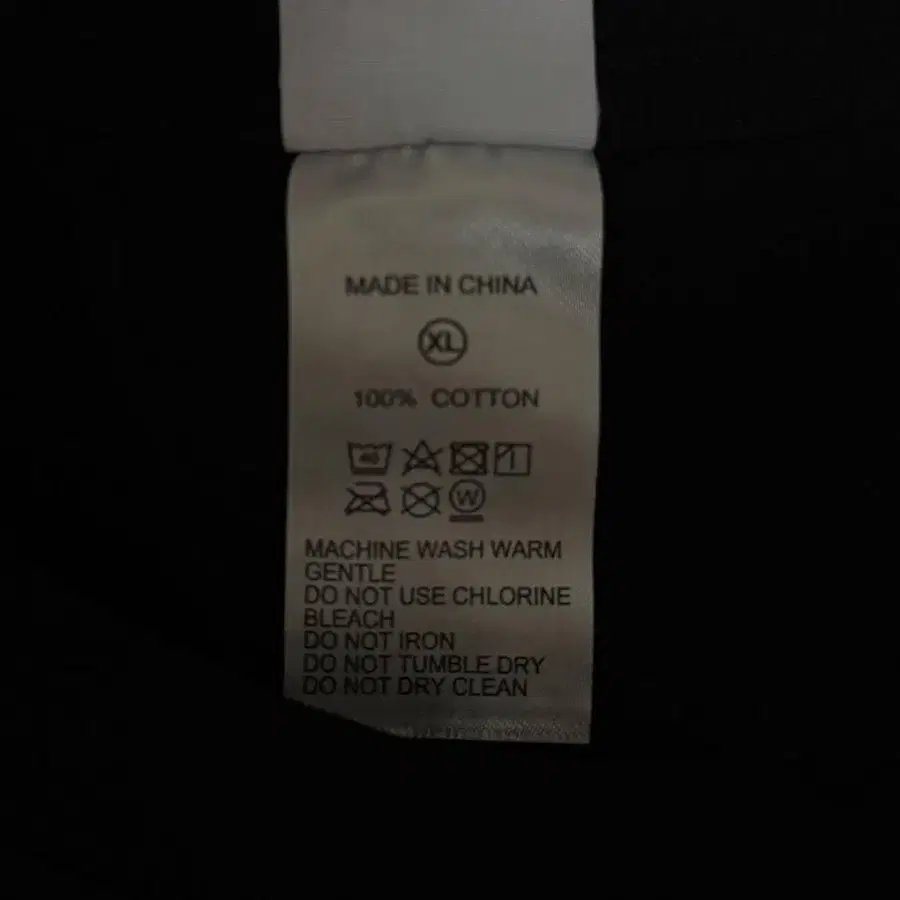 MADE IN CHINA
XL
100% COTTON
40
W
MACHINE WASH WARM
GENTLE
DO NOT USE CHLORINE
BLEACH
DO NOT IRON
DO NOT TUMBLE DRY
DO NOT DRY CLEAN